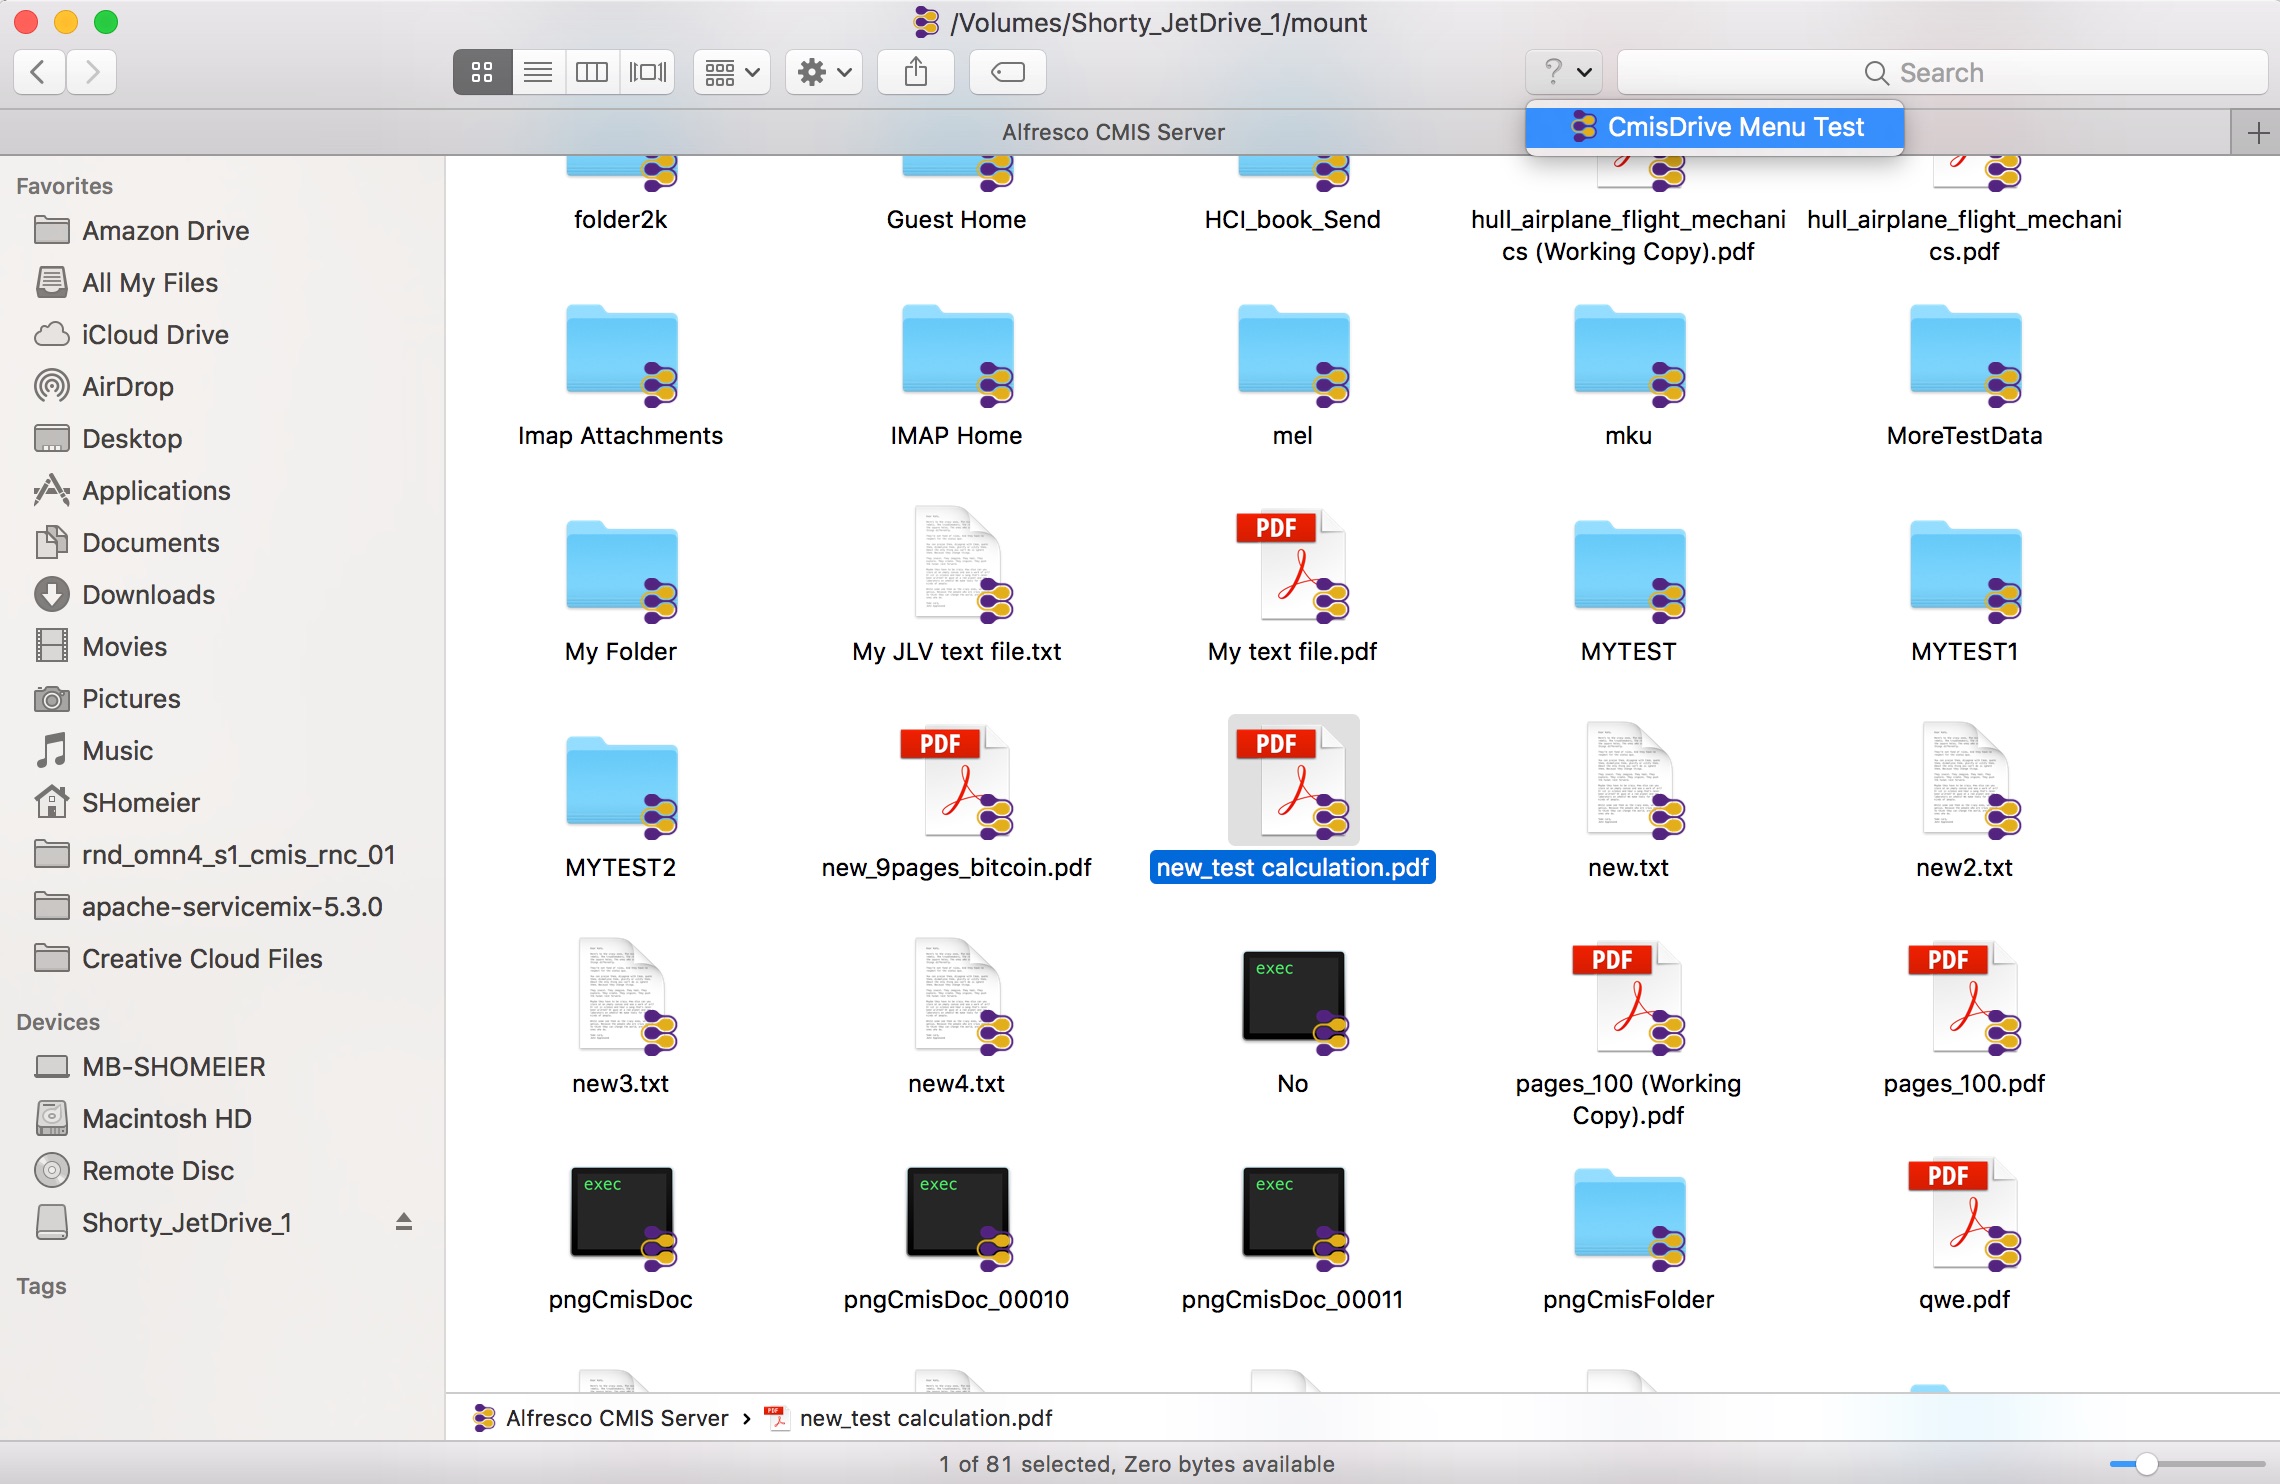 /Volumes/Shorty_JetDrive_1/mount
?
Search
Alfresco CMIS Server
CmisDrive Menu Test
Favorites
Amazon Drive
All My Files
iCloud Drive
AirDrop
Desktop
Applications
Documents
Downloads
Movies
Pictures
Music
SHomeier
rnd_omn4_s1_cmis_rnc_01
apache-servicemix-5.3.0
Creative Cloud Files
Devices
MB-SHOMEIER
Macintosh HD
Remote Disc
Shorty_JetDrive_1
Tags
folder2k
Guest Home
HCI_book_Send
hull_airplane_flight_mechani
cs (Working Copy).pdf
hull_airplane_flight_mechani
cs.pdf
Imap Attachments
IMAP Home
mel
mku
MoreTestData
PDF
My Folder
My JLV text file.txt
My text file.pdf
MYTEST
MYTEST1
PDF
PDF
MYTEST2
new_9pages_bitcoin.pdf
new_test calculation.pdf
new.txt
new2.txt
exec
PDF
PDF
new3.txt
new4.txt
No
pages_100 (Working
Copy).pdf
pages_100.pdf
exec
exec
exec
PDF
pngCmisDoc
pngCmisDoc_00010
pngCmisDoc_00011
pngCmisFolder
qwe.pdf
Alfresco CMIS Server › PDF new_test calculation.pdf
1 of 81 selected, Zero bytes available